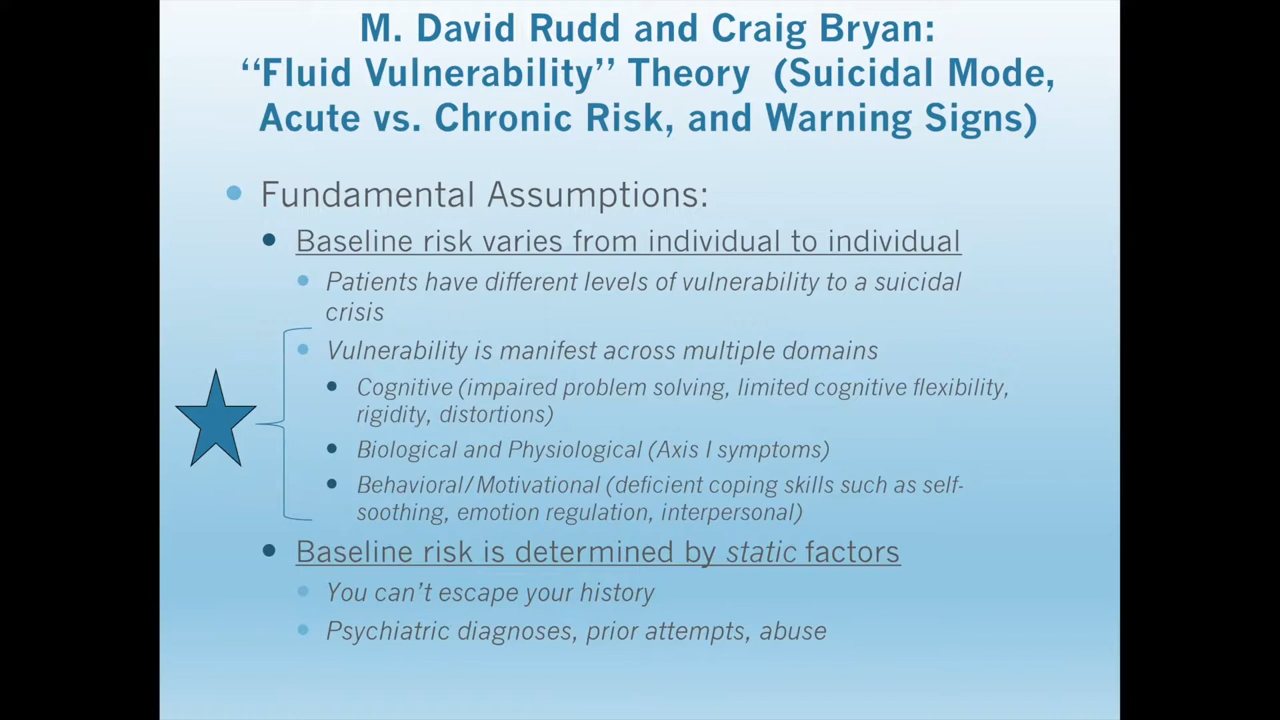 M. David Rudd and Craig Bryan:
“Fluid Vulnerability” Theory (Suicidal Mode,
Acute vs. Chronic Risk, and Warning Signs)
• Fundamental Assumptions:
• Baseline risk varies from individual to individual
• Patients have different levels of vulnerability to a suicidal
crisis
• Vulnerability is manifest across multiple domains
• Cognitive (impaired problem solving, limited cognitive flexibility,
rigidity, distortions)
• Biological and Physiological (Axis I symptoms)
• Behavioral/Motivational (deficient coping skills such as self-
soothing, emotion regulation, interpersonal)
• Baseline risk is determined by static factors
• You can’t escape your history
• Psychiatric diagnoses, prior attempts, abuse